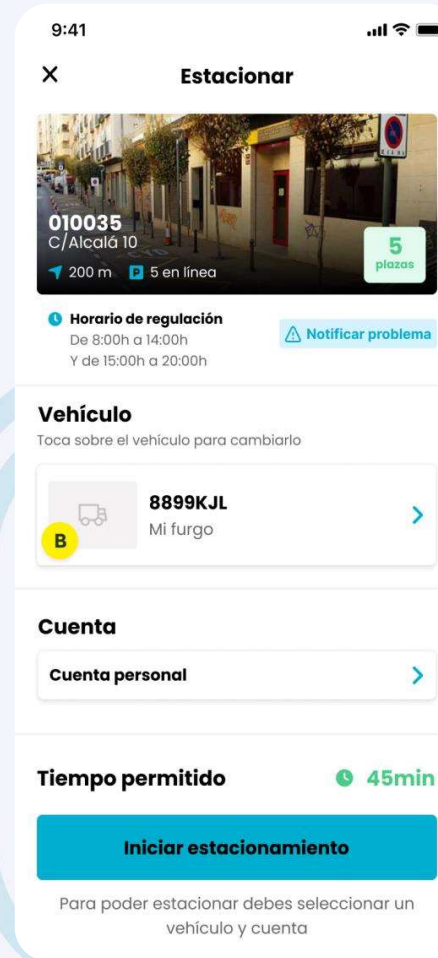 9:41
Estacionar
010035
C/Alcalá 10
200 m P 5 en línea
5
plazas
Horario de regulación
De 8:00h a 14:00h
Y de 15:00h a 20:00h
Notificar problema
Vehículo
Toca sobre el vehículo para cambiarlo
8899KJL
Mi furgo
B
Cuenta
Cuenta personal
Tiempo permitido
45min
Iniciar estacionamiento
Para poder estacionar debes seleccionar un
vehículo y cuenta